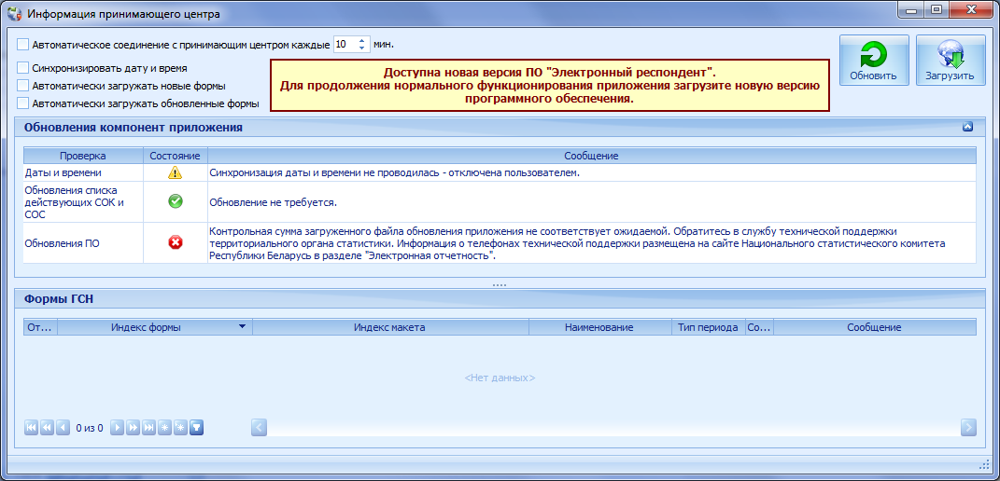 Информация принимающего центра
Автоматическое соединение с принимающим центром каждые 10 мин.
Синхронизировать дату и время
Автоматически загружать новые формы
Автоматически загружать обновленные формы
Доступна новая версия ПО "Электронный респондент".
Для продолжения нормального функционирования приложения загрузите новую версию
программного обеспечения.
Обновить
Загрузить
Обновления компонент приложения
Проверка Состояние Сообщение
Даты и времени Синхронизация даты и времени не проводилась - отключена пользователем.
Обновления списка
действующих СОК и
СОС
Обновление не требуется.
Обновления ПО
Контрольная сумма загруженного файла обновления приложения не соответствует ожидаемой. Обратитесь в службу технической поддержки
территориального органа статистики. Информация о телефонах технической поддержки размещена на сайте Национального статистического комитета
Республики Беларусь в разделе "Электронная отчетность".
Формы ГСН
От... Индекс формы Индекс макета Наименование Тип периода Со... Сообщение
<Нет данных>
0 из 0